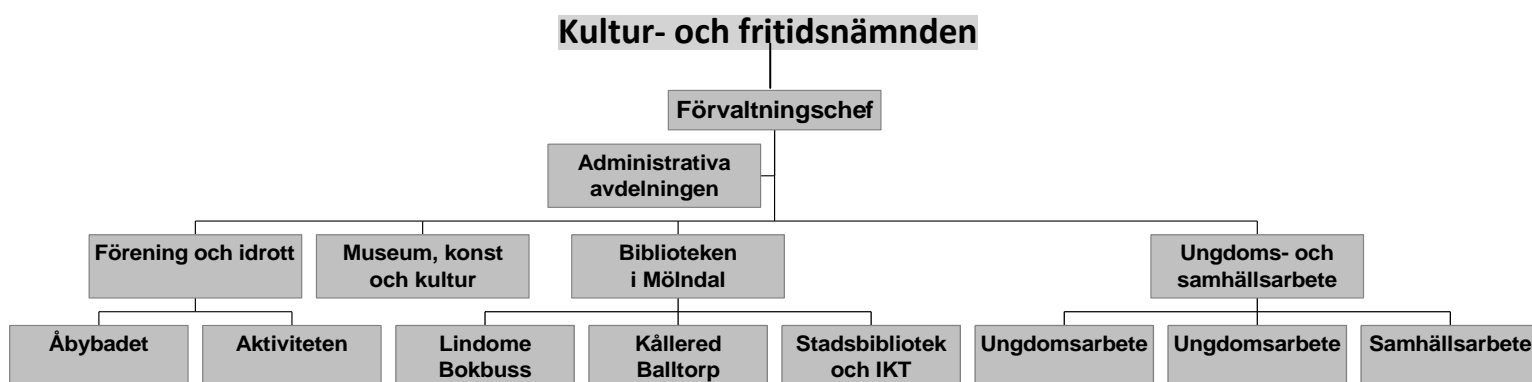 Kultur- och fritidsnämnden
Förvaltningschef
Administrativa
avdelningen
Förening och idrott
Museum, konst
och kultur
Biblioteken
i Mölndal
Ungdoms- och
samhällsarbete
Åbybadet
Aktiviteten
Lindome
Bokbuss
Kållered
Balltorp
Stadsbibliotek
och IKT
Ungdomsarbete
Ungdomsarbete
Samhällsarbete